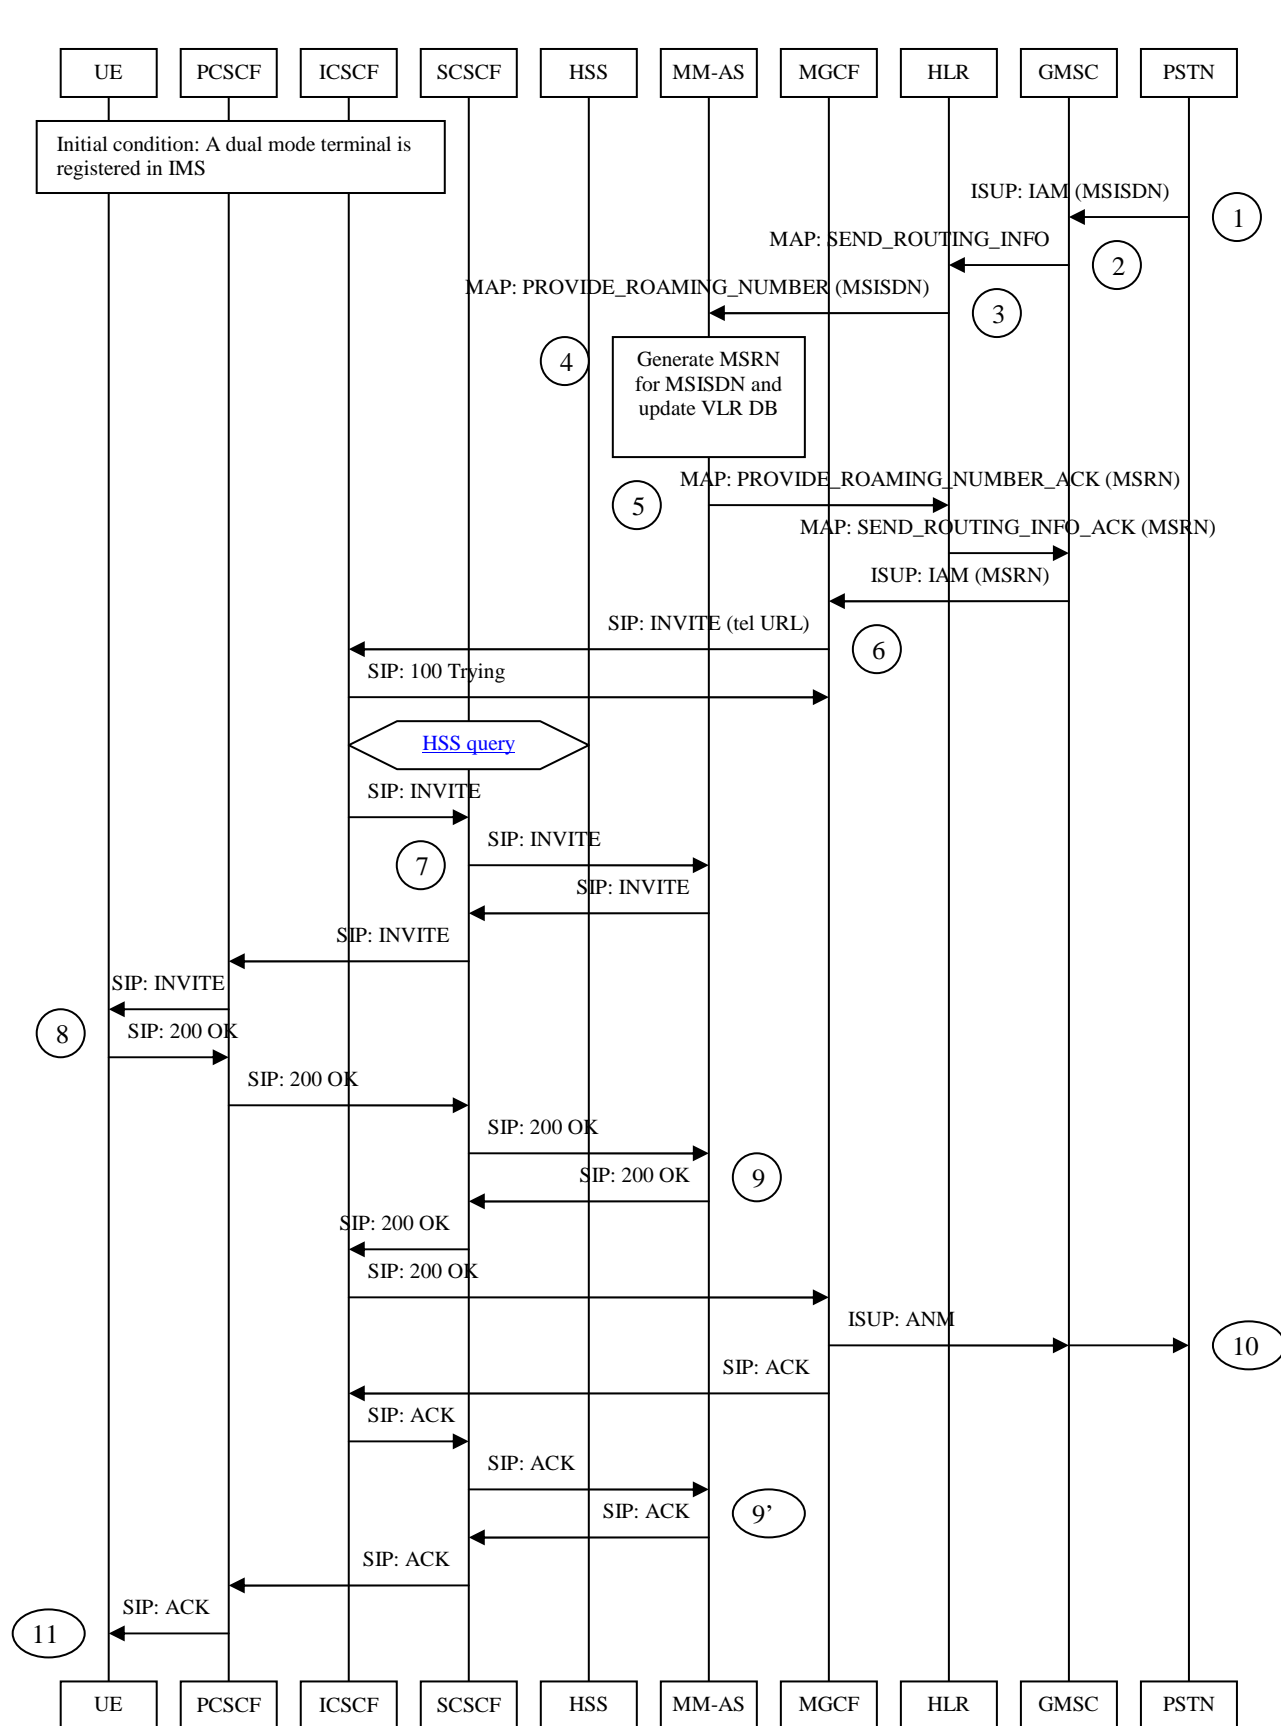 UE PCSCF ICSCF SCSCF HSS MM-AS MGCF HLR GMSC PSTN
Initial condition: A dual mode terminal is
registered in IMS
ISUP: IAM (MSISDN)
1
MAP: SEND_ROUTING_INFO
2
MAP: PROVIDE_ROAMING_NUMBER (MSISDN)
3
4
Generate MSRN
for MSISDN and
update VLR DB
MAP: PROVIDE_ROAMING_NUMBER_ACK (MSRN)
5
MAP: SEND_ROUTING_INFO_ACK (MSRN)
ISUP: IAM (MSRN)
SIP: INVITE (tel URL)
6
SIP: 100 Trying
HSS query
SIP: INVITE
SIP: INVITE
7
SIP: INVITE
SIP: INVITE
SIP: INVITE
8
SIP: 200 OK
SIP: 200 OK
SIP: 200 OK
SIP: 200 OK
9
SIP: 200 OK
SIP: 200 OK
ISUP: ANM
10
SIP: ACK
SIP: ACK
SIP: ACK
SIP: ACK
9’
SIP: ACK
SIP: ACK
11
UE PCSCF ICSCF SCSCF HSS MM-AS MGCF HLR GMSC PSTN